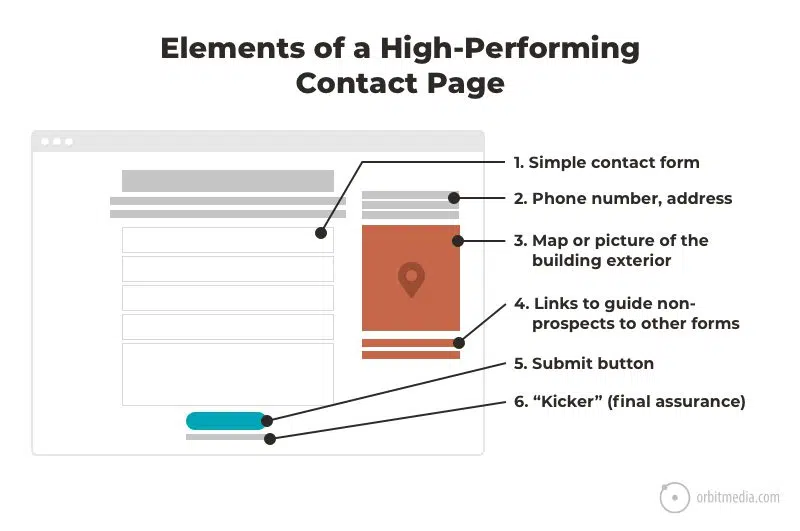 Elements of a High-Performing
Contact Page
1. Simple contact form
2. Phone number, address
3. Map or picture of the
building exterior
4. Links to guide non-
prospects to other forms
5. Submit button
6. “Kicker” (final assurance)
orbitmedia.com